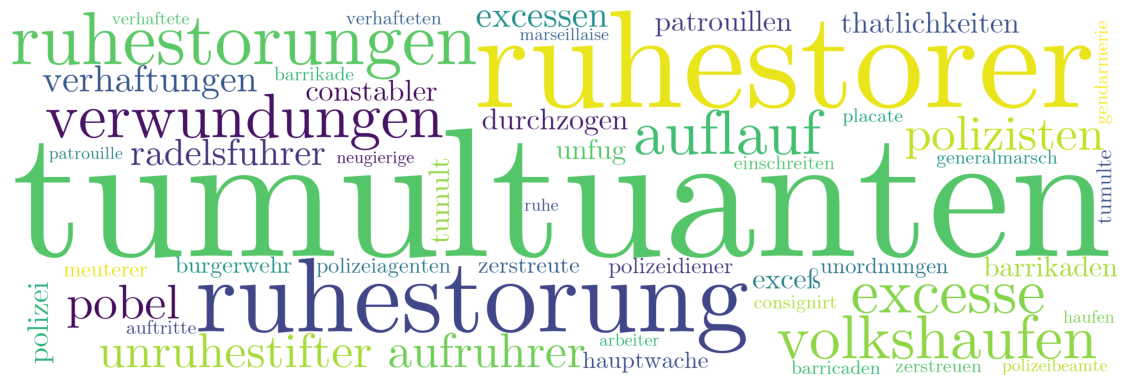 verhaftete
verhafteten
excessen
patrouillen
thatlichkeiten
ruhestorungen
marseillaise
ruhestorer
gendarmerie
verhaftungen
barrikade
constabler
verwundungen
durchzogen
auflauf
placate
polizisten
patrouille
radelsfuhrer
neugierige
unfug
einschreiten
generalmarsch
tumult
tumultuanten
ruhe
tumulte
meuterer
burgerwehr
polizeiagenten
zerstreute
polizeidiener
unordnungen
barrikaden
polizei
pobel
ruhestorung
exceß
consignirt
excesse
auftritte
haufen
unruhestifter
aufruhrer
arbeiter
hauptwache
volkshaufen
barricaden
zerstreuen
polizeibeamte